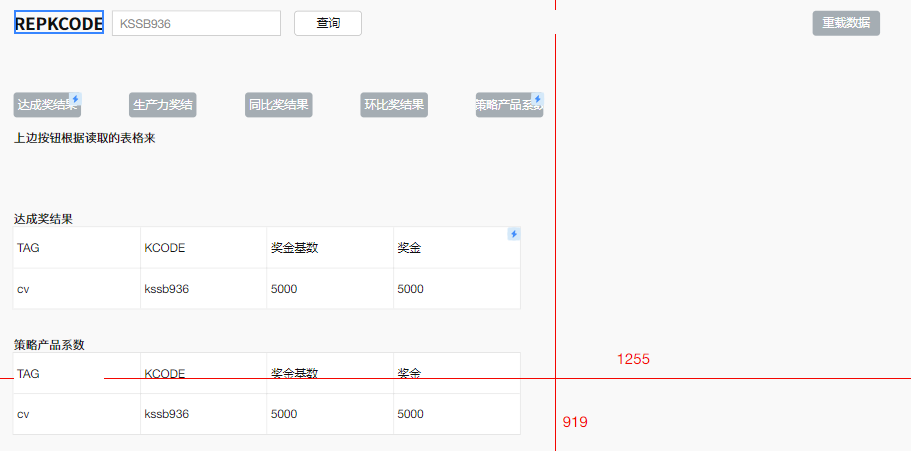 REPKCODE KSSB936 查询 重载数据
达成奖结果 生产力奖结 同比奖结果 环比奖结果 策略产品系数
上边按钮根据读取的表格来
达成奖结果
TAG KCODE 奖金基数 奖金
cv kssb936 5000 5000
策略产品系数
1255
TAG KCODE 奖金基数 奖金
cv kssb936 5000 5000
919